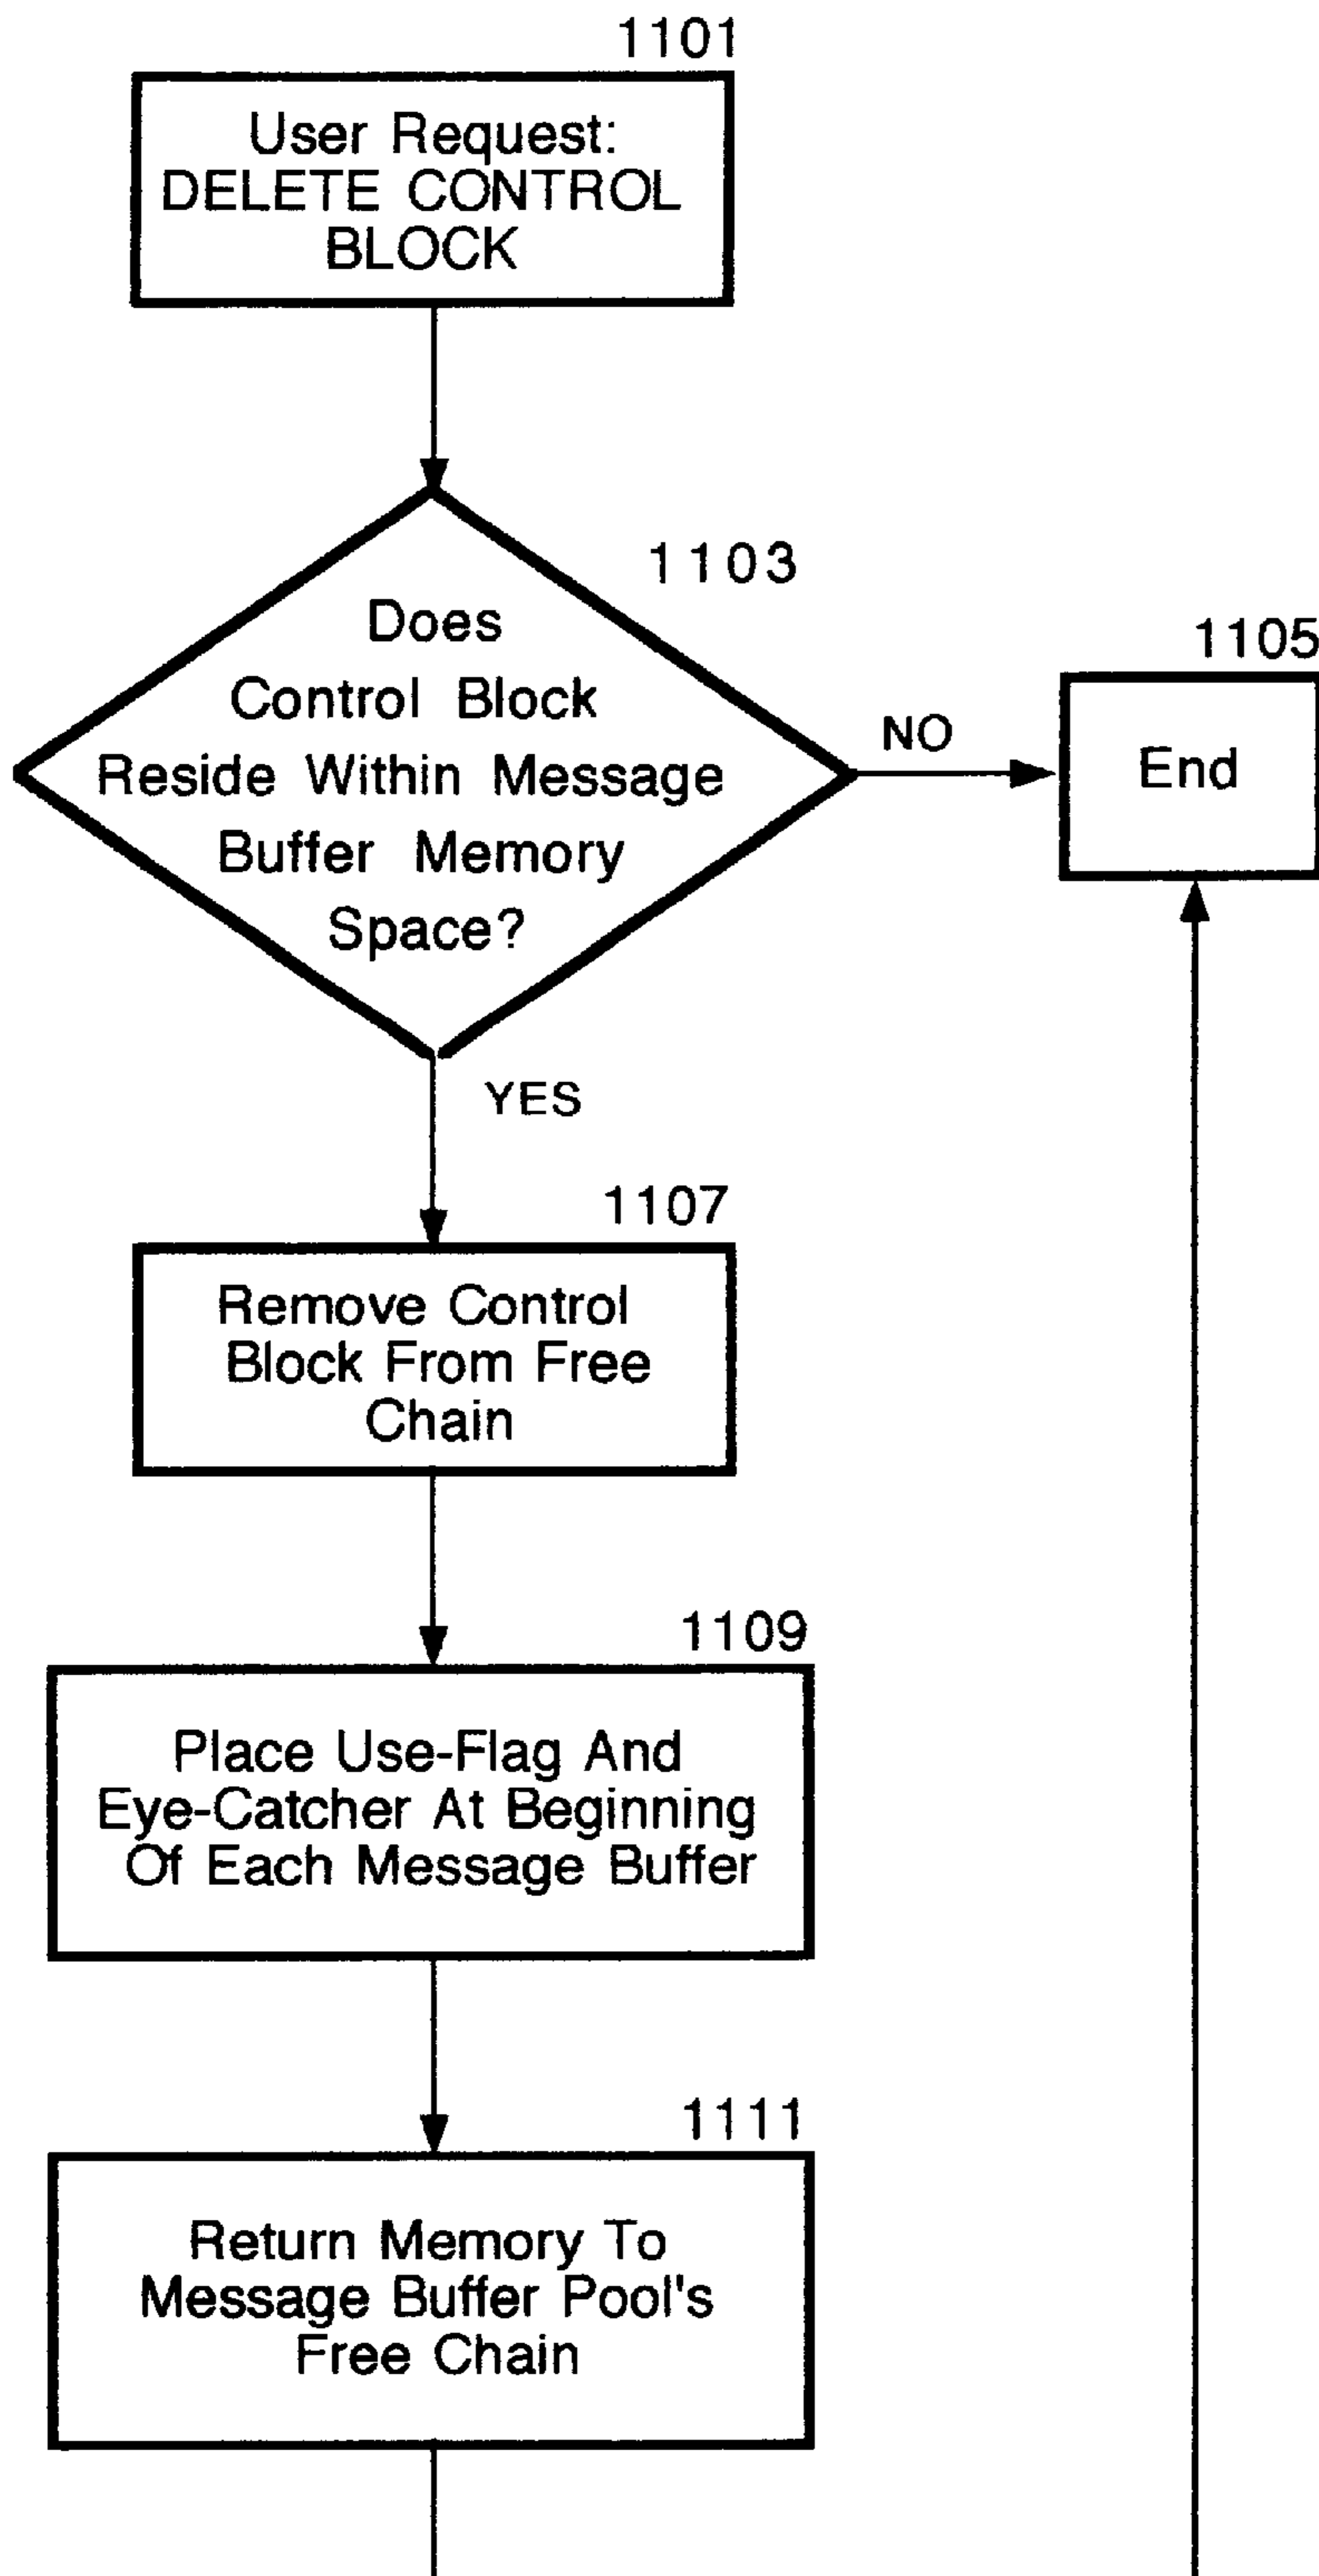 1101
User Request:
DELETE CONTROL
BLOCK
1103
Does
Control Block
Reside Within Message
Buffer Memory
Space?
NO
1105
End
YES
1107
Remove Control
Block From Free
Chain
1109
Place Use-Flag And
Eye-Catcher At Beginning
Of Each Message Buffer
1111
Return Memory To
Message Buffer Pool's
Free Chain